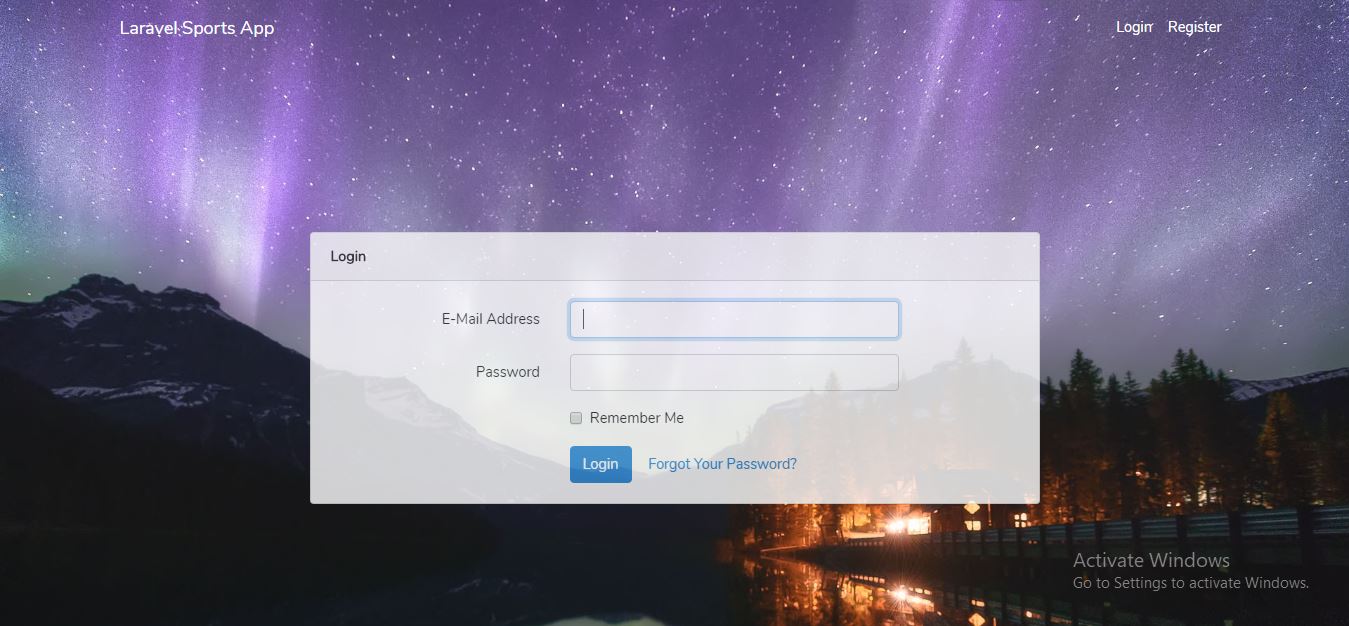 Laravel Sports App
Login Register
Login
E-Mail Address
Password
Remember Me
Login Forgot Your Password?
Activate Windows
Go to Settings to activate Windows.